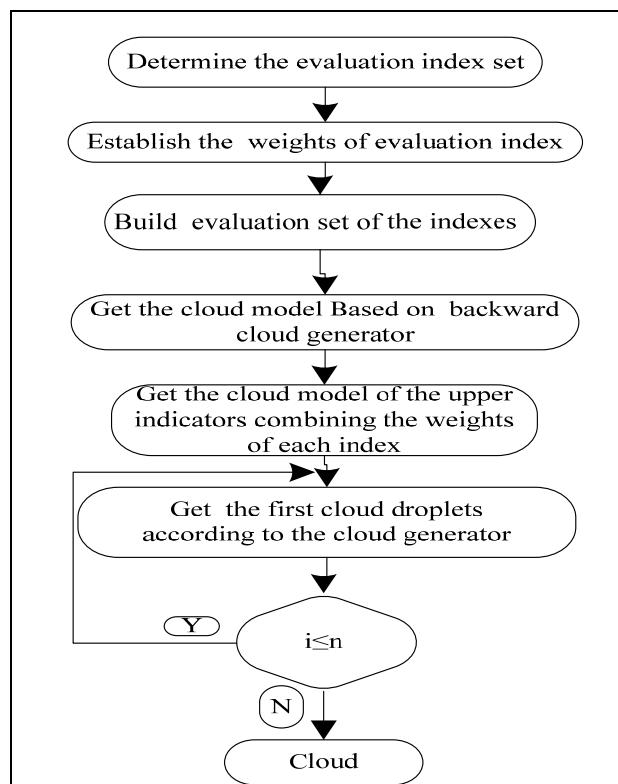 Determine the evaluation index set
Establish the weights of evaluation index
Build evaluation set of the indexes
Get the cloud model Based on backward
cloud generator
Get the cloud model of the upper
indicators combining the weights
of each index
Get the first cloud droplets
according to the cloud generator
Y
i≤n
N
Cloud